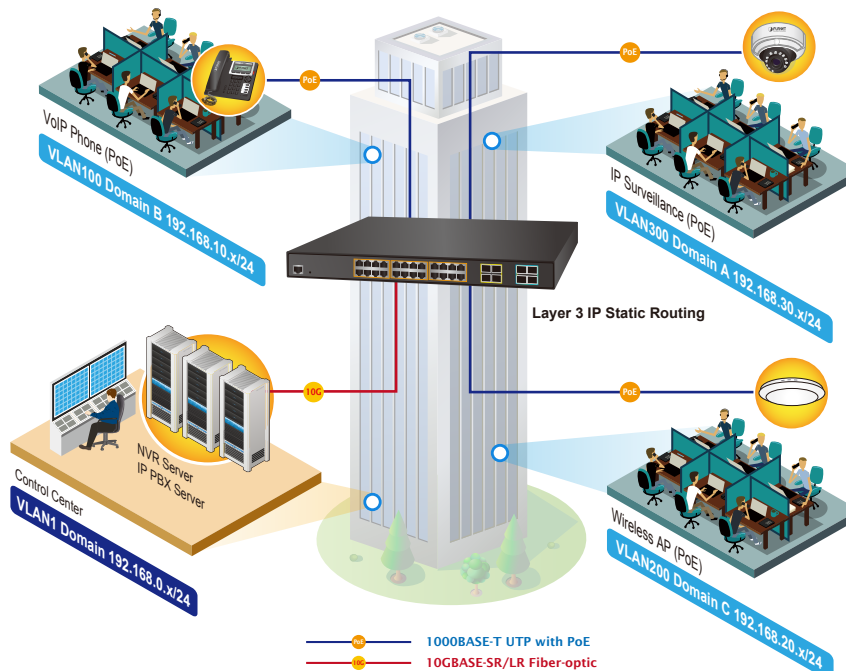 PoE
PoE
VoIP Phone (PoE)
VLAN100 Domain B 192.168.10.x/24
IP Surveillance (PoE)
VLAN300 Domain A 192.168.30.x/24
Layer 3 IP Static Routing
10G
PoE
NVR Server
IP PBX Server
Control Center
VLAN1 Domain 192.168.0.x/24
Wireless AP (PoE)
VLAN200 Domain C 192.168.20.x/24
PoE 1000BASE-T UTP with PoE
10G 10GBASE-SR/LR Fiber-optic